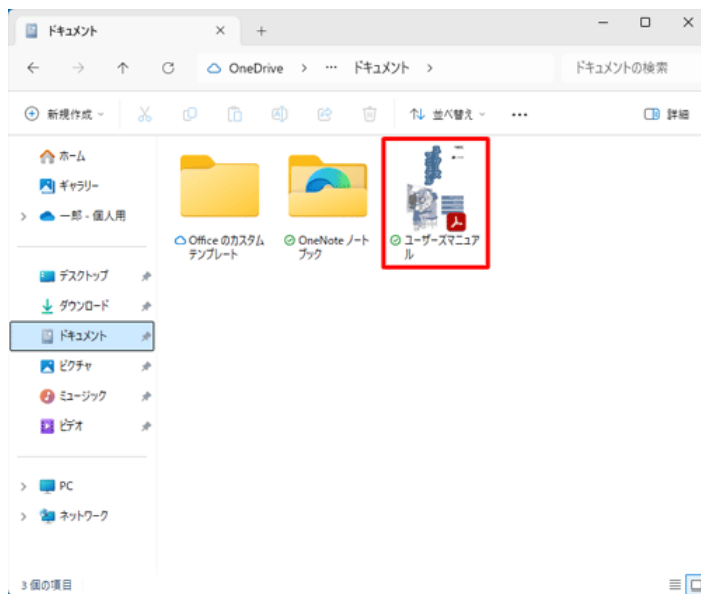 ドキュメント
OneDrive > … ドキュメント >
ドキュメントの検索
新規作成
並べ替え
詳細
ホーム
ギャラリー
一郎 - 個人用
デスクトップ
ダウンロード
ドキュメント
ピクチャ
ミュージック
ビデオ
PC
ネットワーク
Office のカスタム
テンプレート
OneNote ノート
ブック
ユーザーズマニュア
ル
3 個の項目